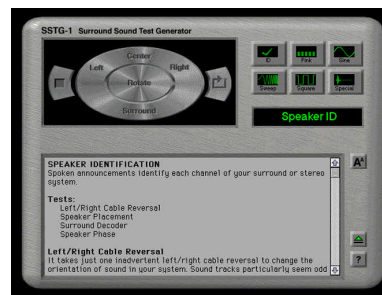 SSTG-1 Surround Sound Test Generator
Center
Left
Right
Rotate
Surround
ID
Pink
Sine
Sweep
Square
Special
Speaker ID
SPEAKER IDENTIFICATION
Spoken announcements identify each channel of your surround or stereo
system.
Tests:
Left/Right Cable Reversal
Speaker Placement
Surround Decoder
Speaker Phase
Left/Right Cable Reversal
It takes just one inadvertent left/right cable reversal to change the
orientation of sound in your system. Sound tracks particularly seem odd
A
?